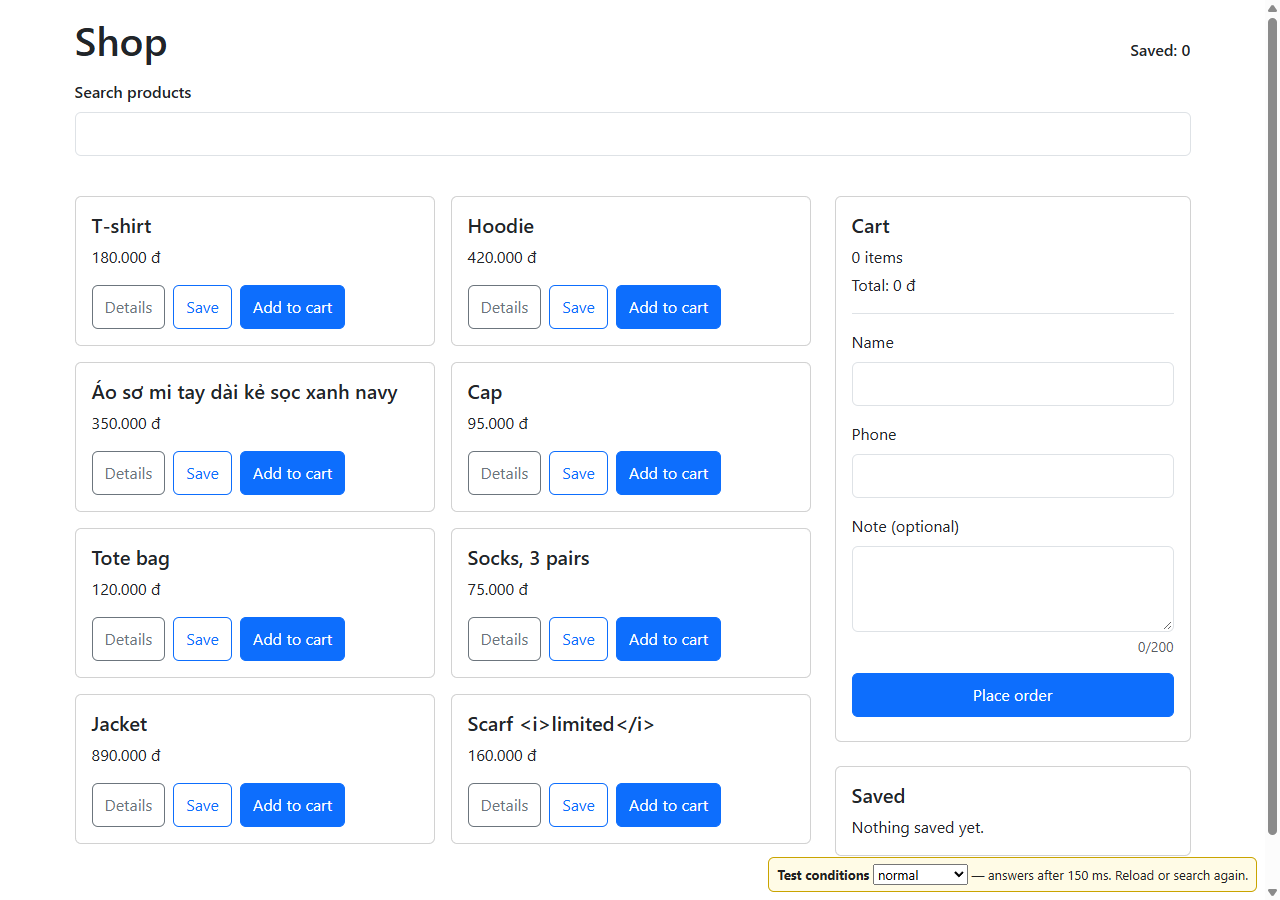 Shop
Saved: 0
Search products
T-shirt
180.000 đ
Details Save Add to cart
Hoodie
420.000 đ
Details Save Add to cart
Áo sơ mi tay dài kẻ sọc xanh navy
350.000 đ
Details Save Add to cart
Cap
95.000 đ
Details Save Add to cart
Tote bag
120.000 đ
Details Save Add to cart
Socks, 3 pairs
75.000 đ
Details Save Add to cart
Jacket
890.000 đ
Details Save Add to cart
Scarf <i>limited</i>
160.000 đ
Details Save Add to cart
Cart
0 items
Total: 0 đ
Name
Phone
Note (optional)
0/200
Place order
Saved
Nothing saved yet.
Test conditions normal — answers after 150 ms. Reload or search again.